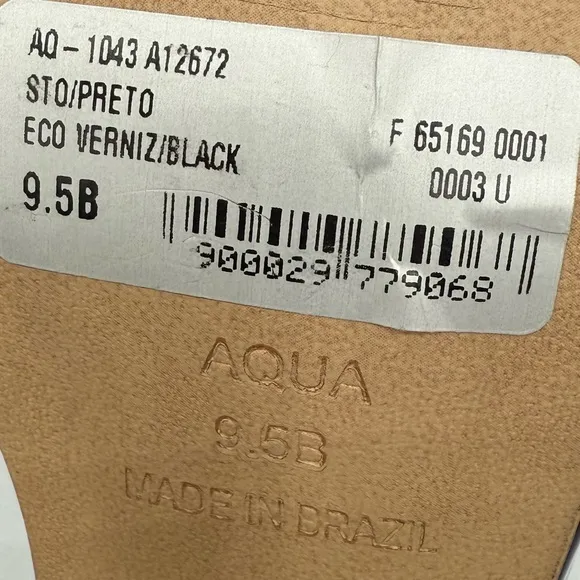 AQ-1043 A12672
STO/PRETO
ECO VERNIZ/BLACK
9.5B
F 65169 0001
0003 U
900029 779068
AQUA
9.5B
MADE IN BRAZIL